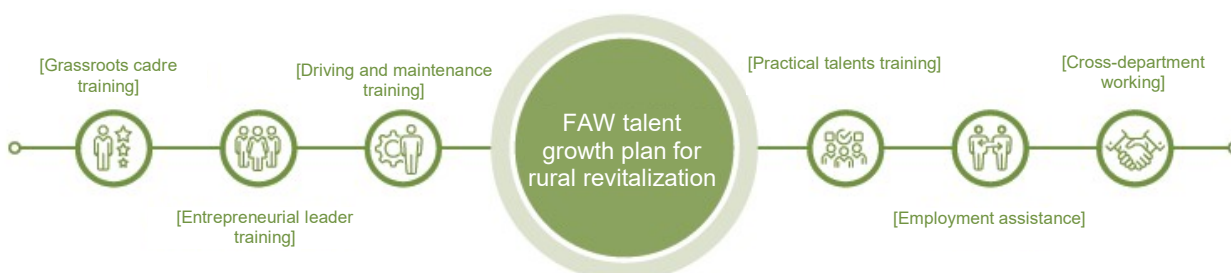 [Grassroots cadre
training]
[Entrepreneurial leader
training]
[Driving and maintenance
training]
FAW talent
growth plan for
rural revitalization
[Practical talents training]
[Employment assistance]
[Cross-department
working]